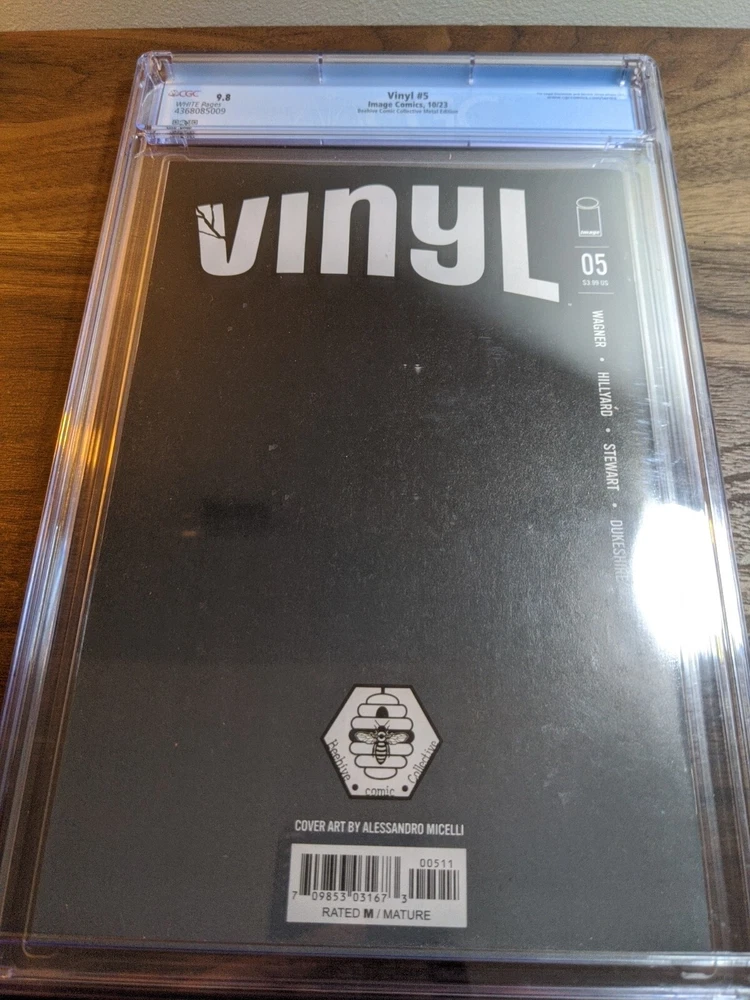 CGC 9.8
WHITE Pages
4368085009
Vinyl #5
Image Comics, 10/23
Beehive Comic Collective Metal Edition
vinyl
image
05
$3.99 US
WAGNER • HILLYARD • STEWART • DUKESHIRE
Beehive comic Collective
COVER ART BY ALESSANDRO MICELLI
00511
7 09853 03167 3
RATED M / MATURE